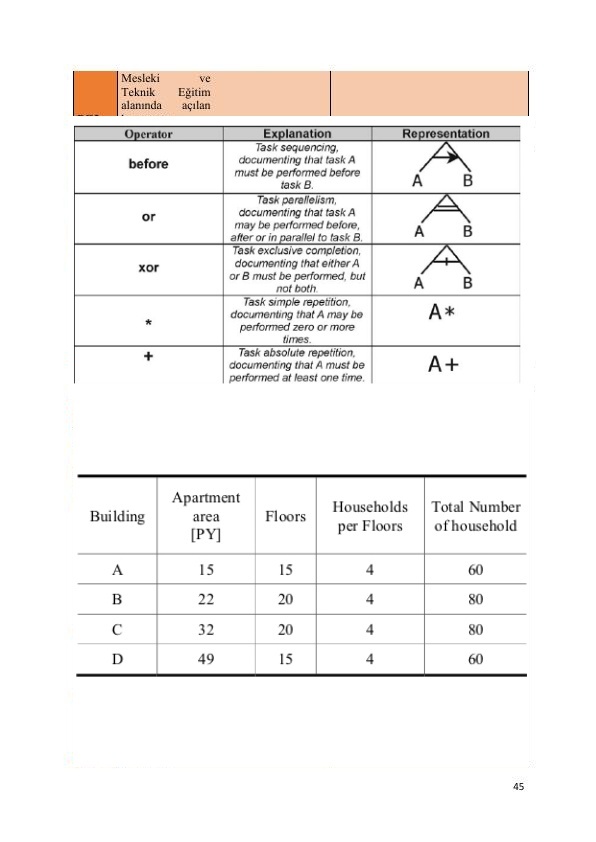 Mesleki ve
Teknik Eğitim
alanında açılan
Operator Explanation Representation
before
Task sequencing,
documenting that task A
must be performed before
task B.
A B
or
Task parallelism,
documenting that task A
may be performed before,
after or in parallel to task B.
A B
xor
Task exclusive completion,
documenting that either A
or B must be performed, but
not both.
A B
*
Task simple repetition,
documenting that A may be
performed zero or more
times.
A*
+
Task absolute repetition,
documenting that A must be
performed at least one time.
A+
Building Apartment area [PY] Floors Households per Floors Total Number of household
A 15 15 4 60
B 22 20 4 80
C 32 20 4 80
D 49 15 4 60
45